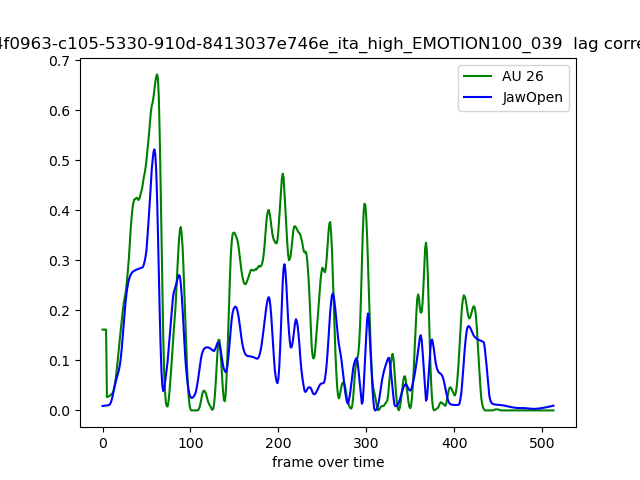 4f0963-c105-5330-910d-8413037e746e_ita_high_EMOTION100_039 lag corre
0.7
0.6
0.5
0.4
0.3
0.2
0.1
0.0
AU 26
JawOpen
0 100 200 300 400 500
frame over time